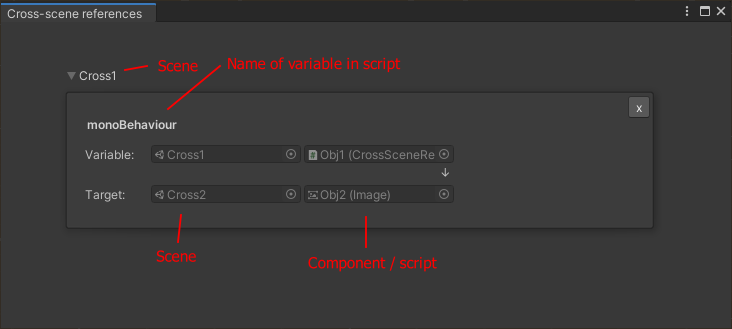 Cross-scene references
Scene
Name of variable in script
Cross1
x
monoBehaviour
Variable: Cross1 Obj1 (CrossSceneRe
Target: Cross2 Obj2 (Image)
Scene
Component / script